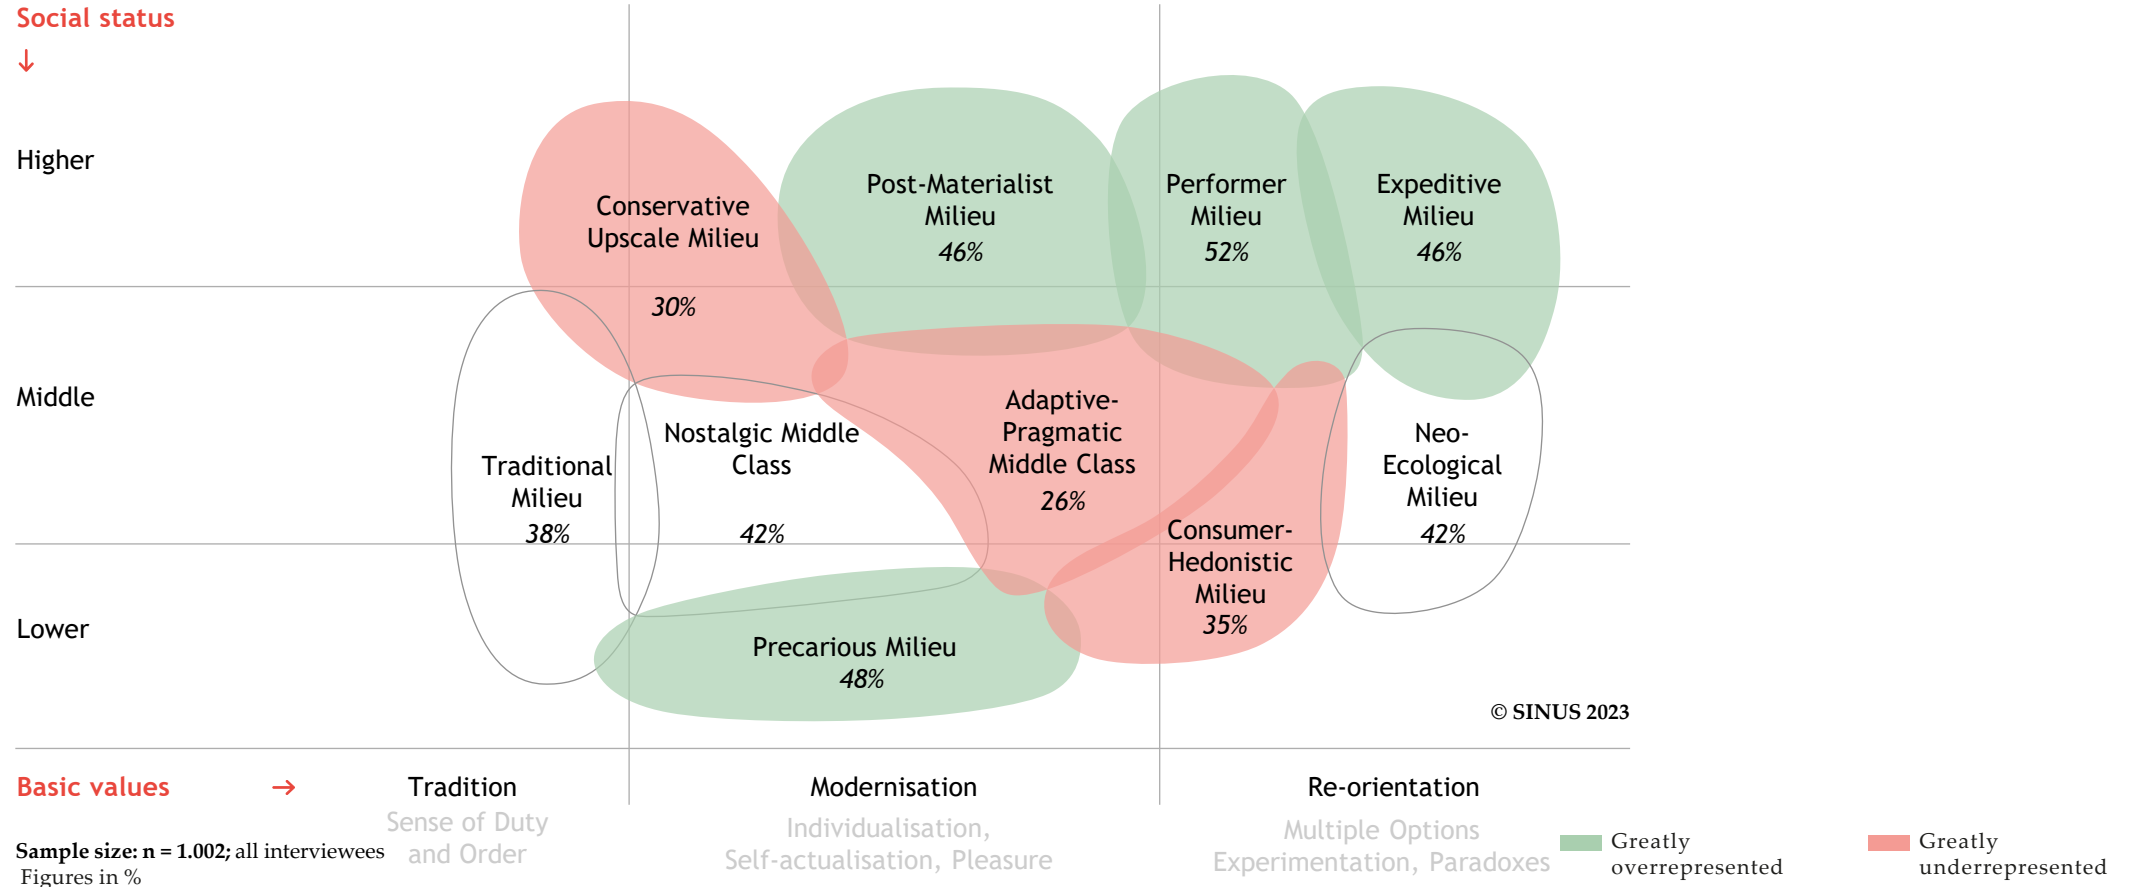 Social status
↓
Higher
Conservative
Upscale Milieu
30%
Post-Materialist
Milieu
46%
Performer
Milieu
52%
Expeditive
Milieu
46%
Middle
Traditional
Milieu
38%
Nostalgic Middle
Class
42%
Adaptive-
Pragmatic
Middle Class
26%
Consumer-
Hedonistic
Milieu
35%
Neo-
Ecological
Milieu
42%
Lower
Precarious Milieu
48%
© SINUS 2023
Basic values →
Tradition
Sense of Duty
and Order
Modernisation
Individualisation,
Self-actualisation, Pleasure
Re-orientation
Multiple Options
Experimentation, Paradoxes
Sample size: n = 1.002; all interviewees
Figures in %
Greatly
overrepresented
Greatly
underrepresented